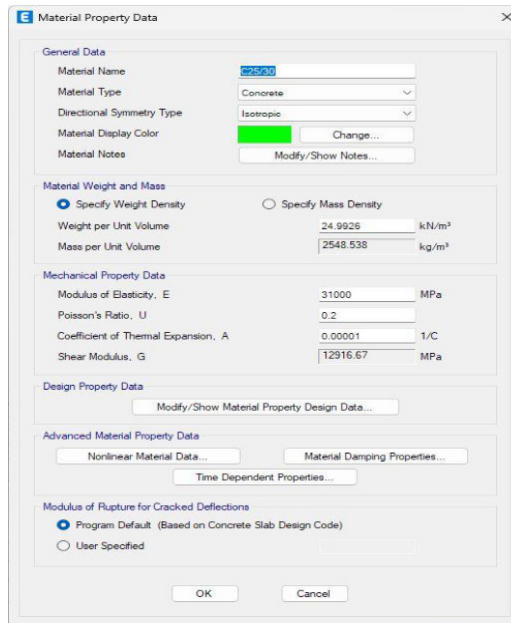 E Material Property Data X
General Data
Material Name C25/30
Material Type Concrete
Directional Symmetry Type Isotropic
Material Display Color Change...
Material Notes Modify/Show Notes...
Material Weight and Mass
Specify Weight Density Specify Mass Density
Weight per Unit Volume 24.9926 kN/m³
Mass per Unit Volume 2548.538 kg/m³
Mechanical Property Data
Modulus of Elasticity, E 31000 MPa
Poisson's Ratio, U 0.2
Coefficient of Thermal Expansion, A 0.00001 1/C
Shear Modulus, G 12916.67 MPa
Design Property Data
Modify/Show Material Property Design Data...
Advanced Material Property Data
Nonlinear Material Data... Material Damping Properties...
Time Dependent Properties...
Modulus of Rupture for Cracked Deflections
Program Default (Based on Concrete Slab Design Code)
User Specified
OK Cancel